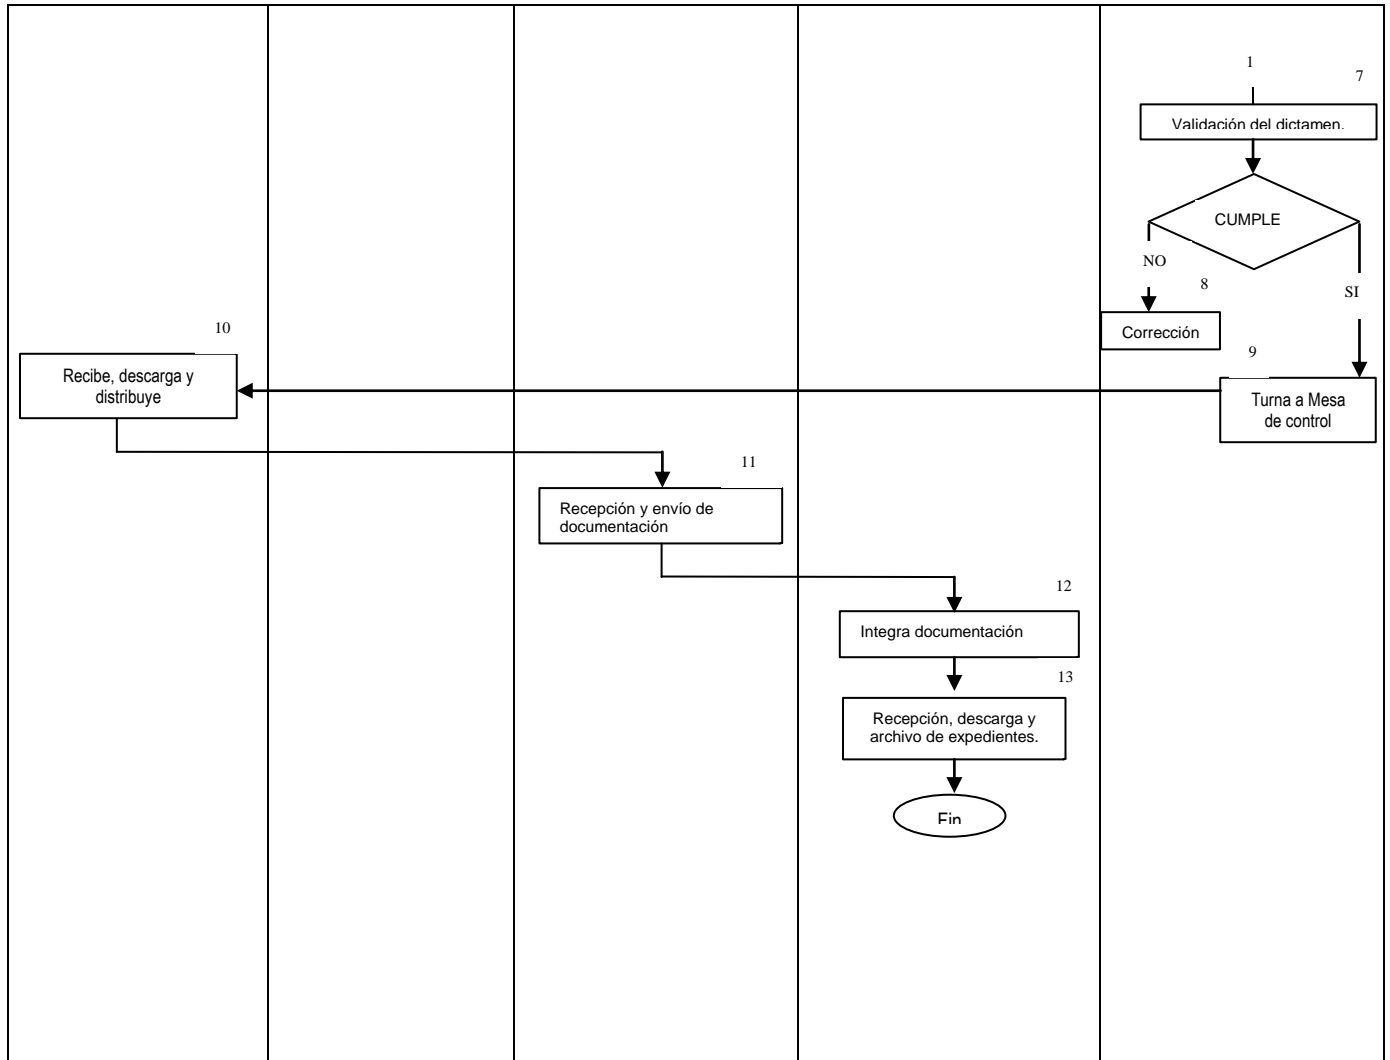 1
7
Validación del dictamen.
CUMPLE
NO
SI
8
Corrección
9
Turna a Mesa
de control
10
Recibe, descarga y
distribuye
11
Recepción y envío de
documentación
12
Integra documentación
13
Recepción, descarga y
archivo de expedientes.
Fin